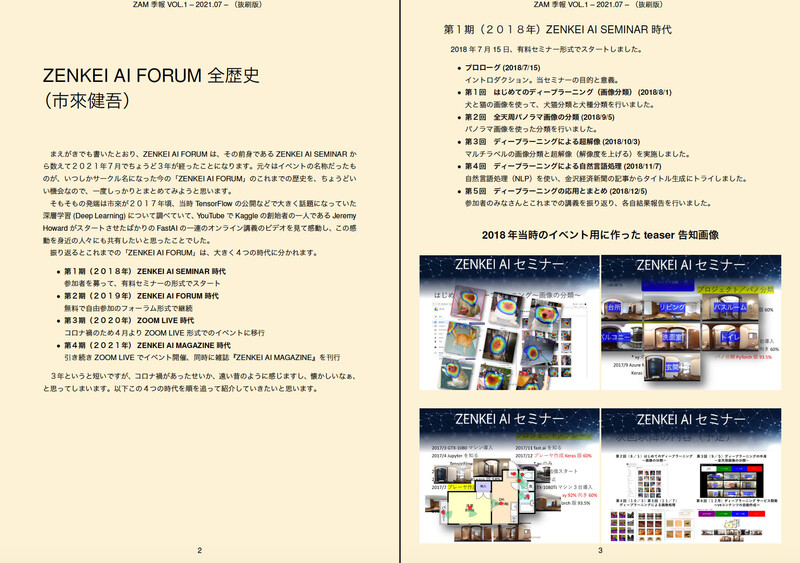 ZAM 季報 VOL.1 – 2021.07 – （抜刷版）
ZENKEI AI FORUM 全歴史
（市來健吾）
まえがきでも書いたとおり、ZENKEI AI FORUM は、その前身である ZENKEI AI SEMINAR か
ら数えて２０２１年７月でちょうど３年が経ったことになります。元々はイベントの名称だったも
のが、いつしかサークル名になった今の「ZENKEI AI FORUM」のこれまでの歴史を、ちょうどい
い機会なので、一度しっかりとまとめてみようと思います。
そもそもの発端は市來が２０１７年頃、当時 TensorFlow の公開などで大きく話題になっていた
深層学習 (Deep Learning) について調べていて、YouTube で Kaggle の創始者の一人である Jeremy
Howard がスタートさせたばかりの FastAI の一連のオンライン講義のビデオを見て感動し、この感
動を身近の人々にも共有したいと思ったことでした。
振り返るとこれまでの「ZENKEI AI FORUM」は、大きく４つの時代に分かれます。
• 第１期（２０１８年） ZENKEI AI SEMINAR 時代
参加者を募って、有料セミナーの形式でスタート
• 第２期（２０１９年） ZENKEI AI FORUM 時代
無料で自由参加のフォーラム形式で継続
• 第３期（２０２０年） ZOOM LIVE 時代
コロナ禍のため４月より ZOOM LIVE 形式でのイベントに移行
• 第４期（２０２１年） ZENKEI AI MAGAZINE 時代
引き続き ZOOM LIVE でイベント開催、同時に雑誌『ZENKEI AI MAGAZINE』を刊行
３年というと短いですが、コロナ禍があったせいか、遠い昔のように感じますし、懐かしいなぁ、
と思ってしまいます。以下この４つの時代を順を追って紹介していきたいと思います。
2
ZAM 季報 VOL.1 – 2021.07 – （抜刷版）
第１期（２０１８年）ZENKEI AI SEMINAR 時代
2018 年 7 月 15 日、有料セミナー形式でスタートしました。
• プロローグ (2018/7/15)
イントロダクション。当セミナーの目的と意義。
• 第１回 はじめてのディープラーニング（画像分類） (2018/8/1)
犬と猫の画像を使って、犬猫分類と犬種分類を行いました。
• 第２回 全天周パノラマ画像の分類 (2018/9/5)
パノラマ画像を使った分類を行いました。
• 第３回 ディープラーニングによる超解像 (2018/10/3)
マルチラベルの画像分類と超解像（解像度を上げる）を実施しました。
• 第４回 ディープラーニングによる自然言語処理 (2018/11/7)
自然言語処理（NLP）を使い、金沢経済新聞の記事からタイトル生成にトライしました。
• 第５回 ディープラーニングの応用とまとめ (2018/12/5)
参加者のみなさんとこれまでの講義を振り返り、各自結果報告を行いました。
2018 年当時のイベント用に作った teaser 告知画像
ZENKEI AI セミナー
ZENKEI AI セミナー
プロジェクト／パノ分類
台所
リビング
バスルーム
洗面室
トイレ
玄関
ZENKEI AI セミナー
2017/3 GTX-1080 マシン導入
2017/4 Jupyter を知る
2017/11 fast.ai を知る
2017/12 プレーヤ作成 Keras 版 60%
ZENKEI AI セミナー
3